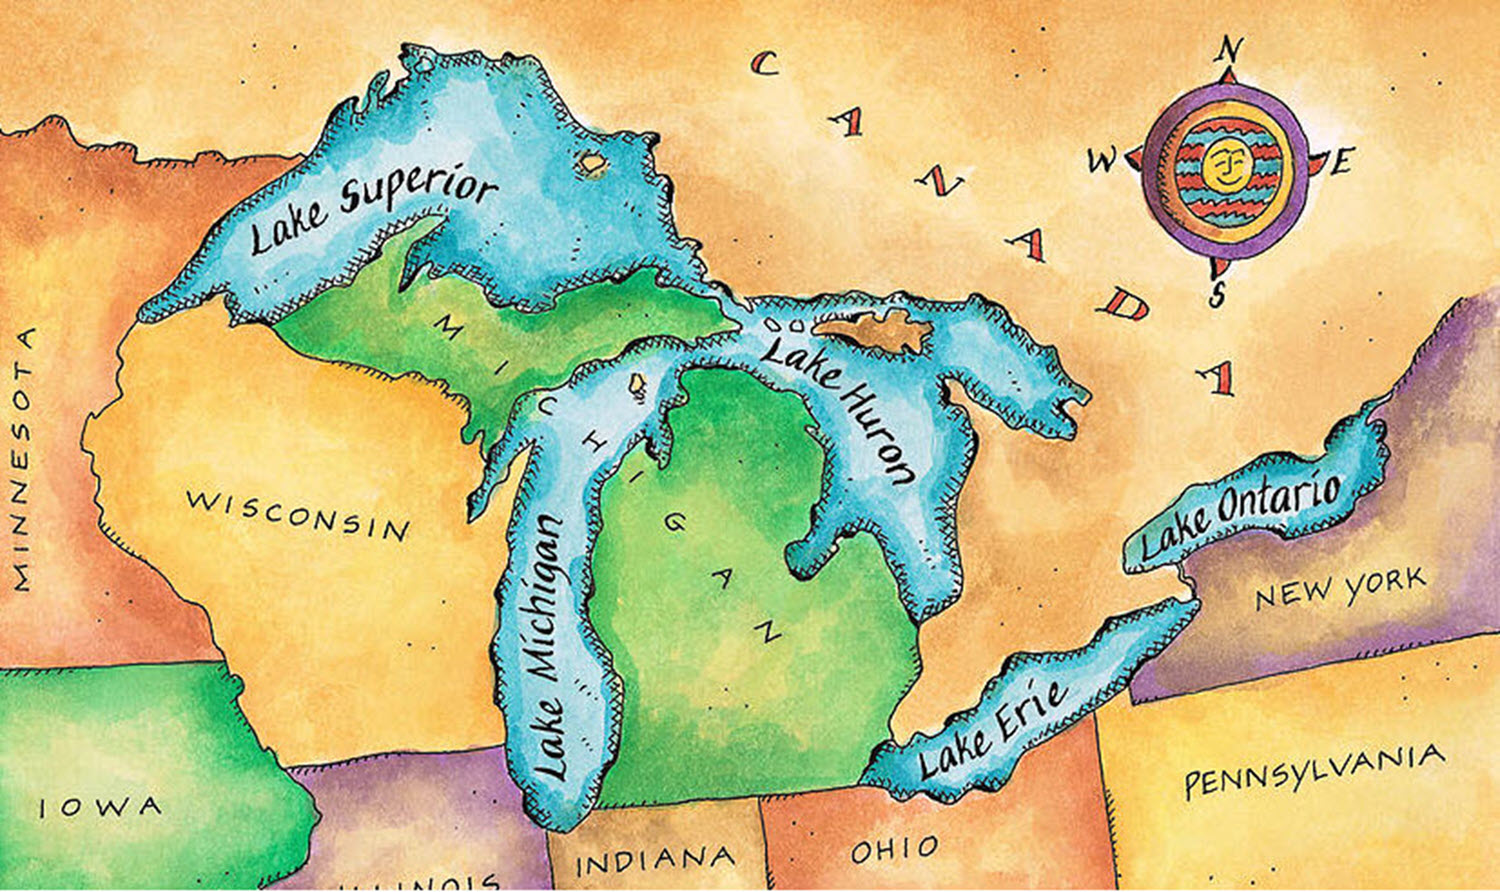 N
W E
S
CANADA
Lake Superior
MICHIGAN
Lake Huron
MINNESOTA
WISCONSIN
Lake Michigan
Lake Ontario
NEW YORK
Lake Erie
PENNSYLVANIA
IOWA
ILLINOIS
INDIANA
OHIO